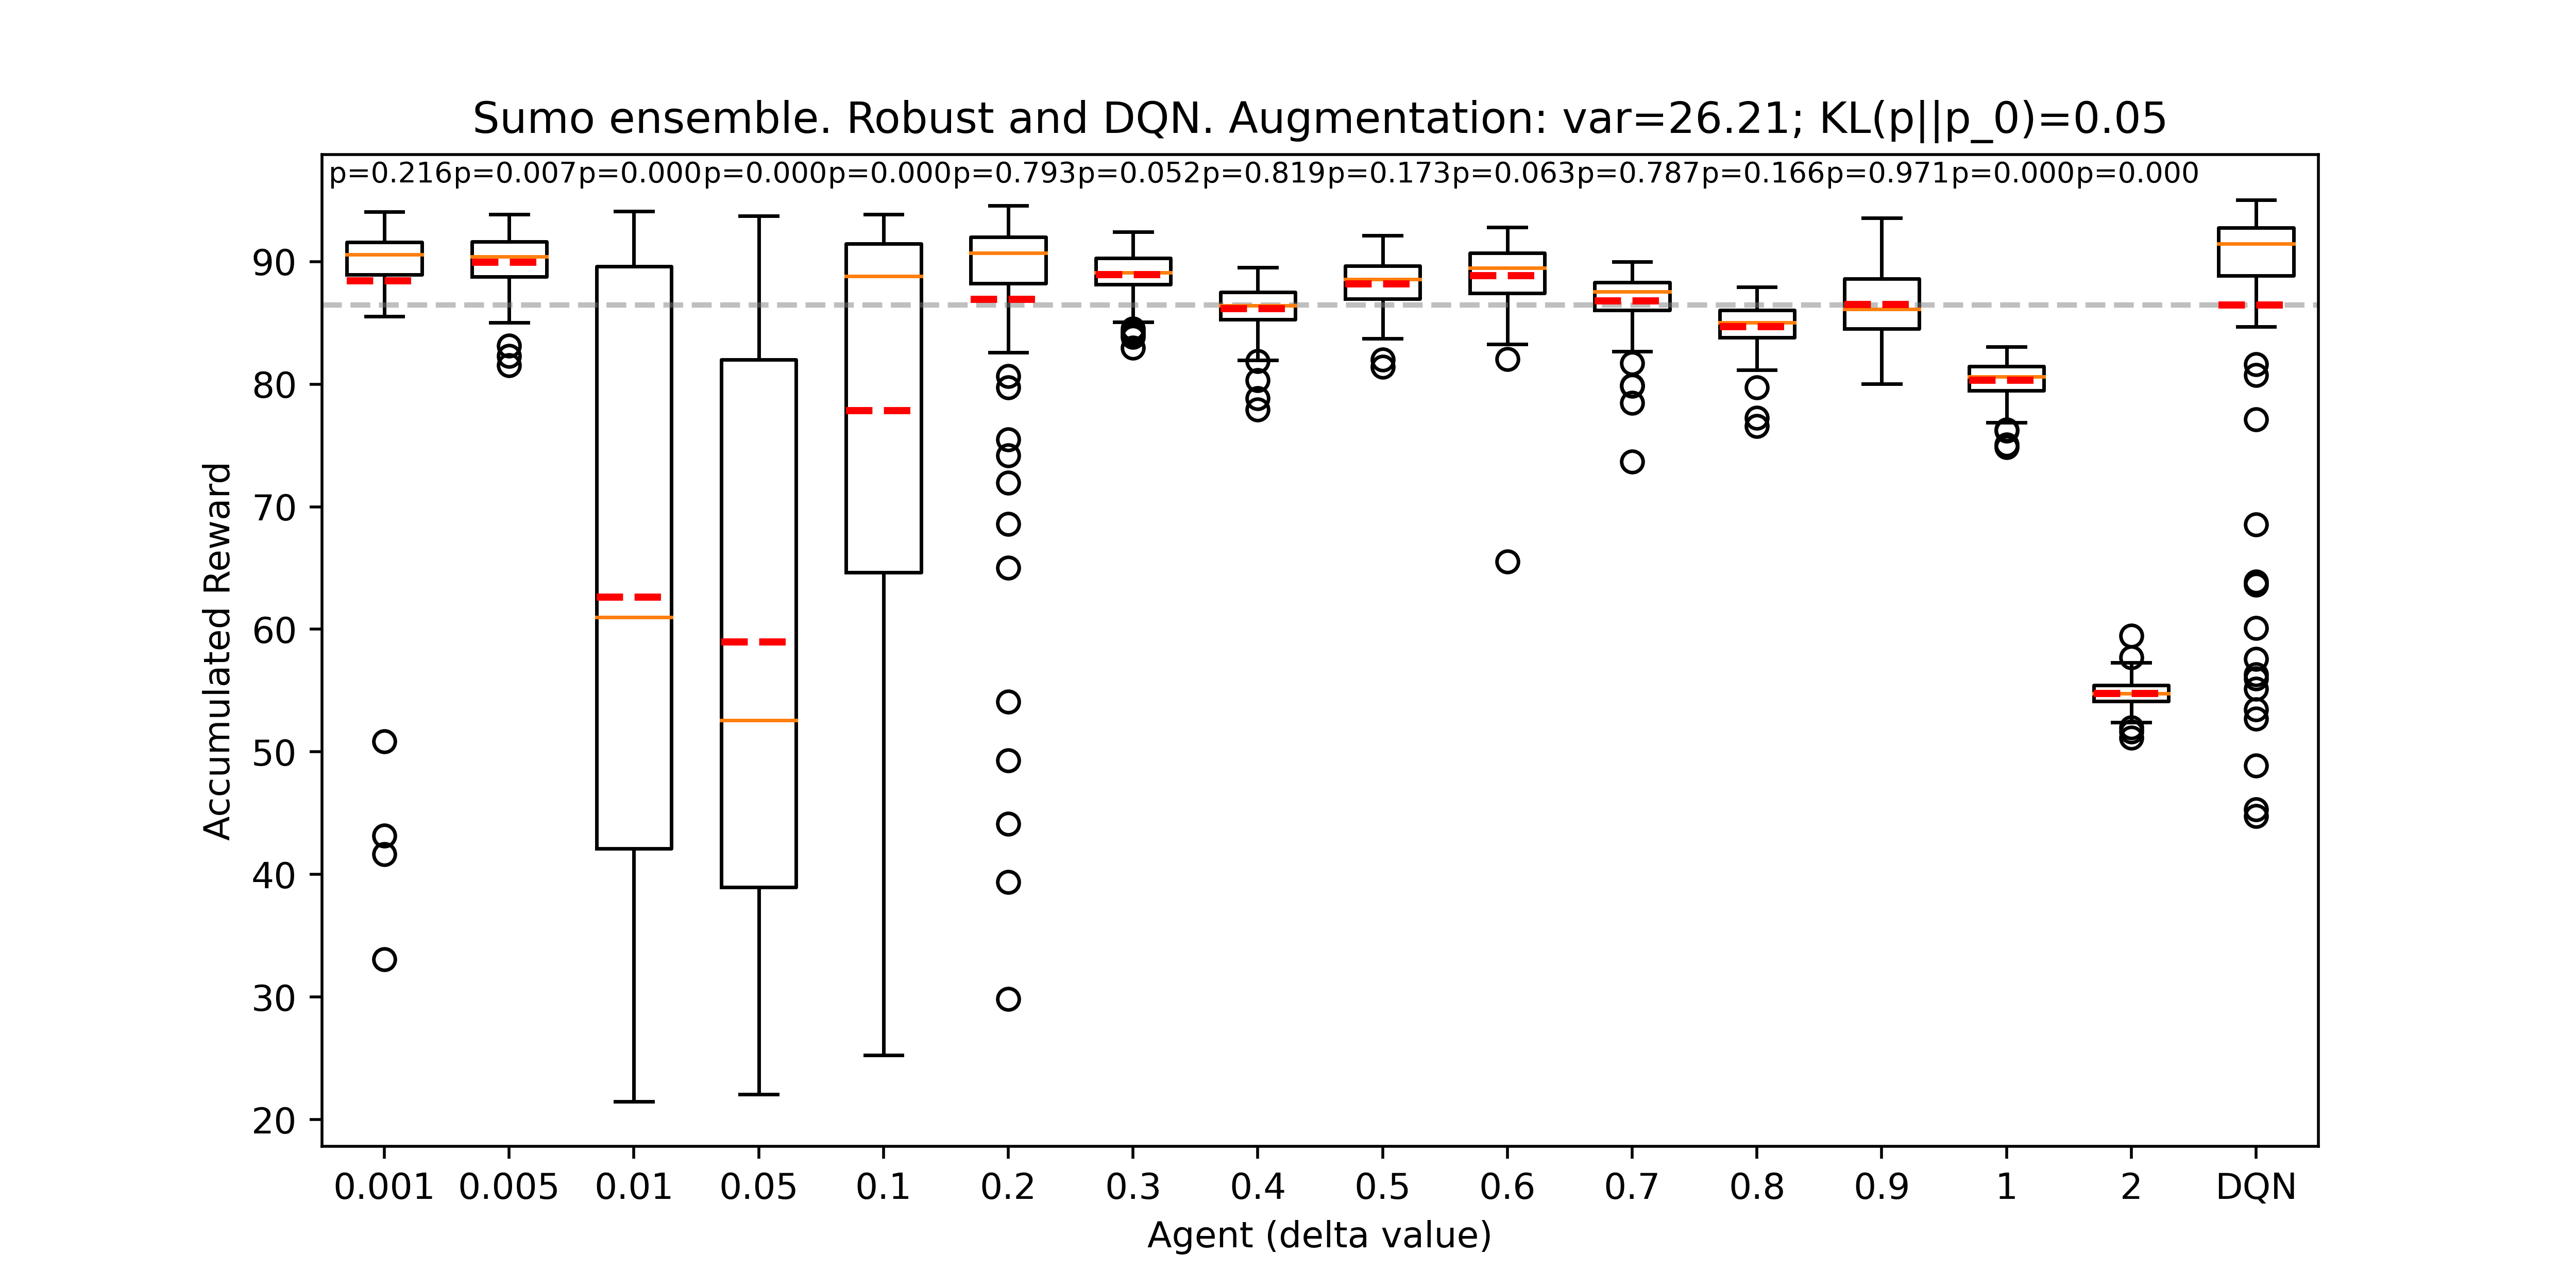 Sumo ensemble. Robust and DQN. Augmentation: var=26.21; KL(p||p_0)=0.05
p=0.216p=0.007p=0.000p=0.000p=0.000p=0.793p=0.052p=0.819p=0.173p=0.063p=0.787p=0.166p=0.971p=0.000p=0.000
90
80
70
60
50
40
30
20
Accumulated Reward
0.001 0.005 0.01 0.05 0.1 0.2 0.3 0.4 0.5 0.6 0.7 0.8 0.9 1 2 DQN
Agent (delta value)